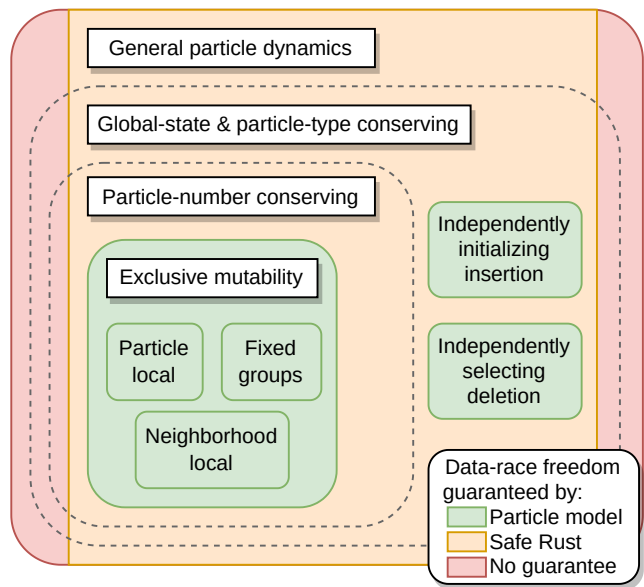 General particle dynamics
Global-state & particle-type conserving
Particle-number conserving
Independently
initializing
insertion
Exclusive mutability
Particle
local
Fixed
groups
Independently
selecting
deletion
Neighborhood
local
Data-race freedom
guaranteed by:
Particle model
Safe Rust
No guarantee